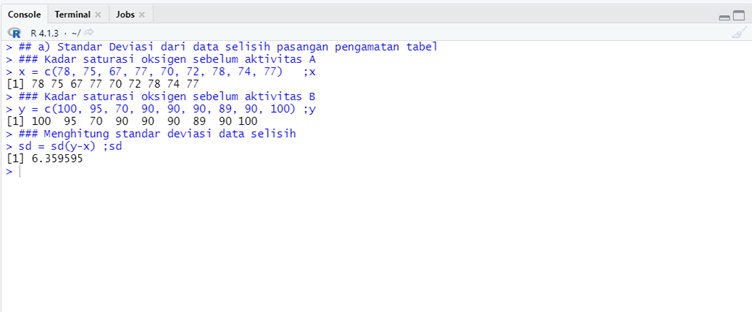 Console Terminal × Jobs ×
R 4.1.3 · ~/
> ## a) Standar Deviasi dari data selisih pasangan pengamatan tabel
> ### Kadar saturasi oksigen sebelum aktivitas A
> x = c(78, 75, 67, 77, 70, 72, 78, 74, 77)   ;x
[1] 78 75 67 77 70 72 78 74 77
> ### Kadar saturasi oksigen sebelum aktivitas B
> y = c(100, 95, 70, 90, 90, 90, 89, 90, 100) ;y
[1] 100  95  70  90  90  90  89  90 100
> ### Menghitung standar deviasi data selisih
> sd = sd(y-x) ;sd
[1] 6.359595
>